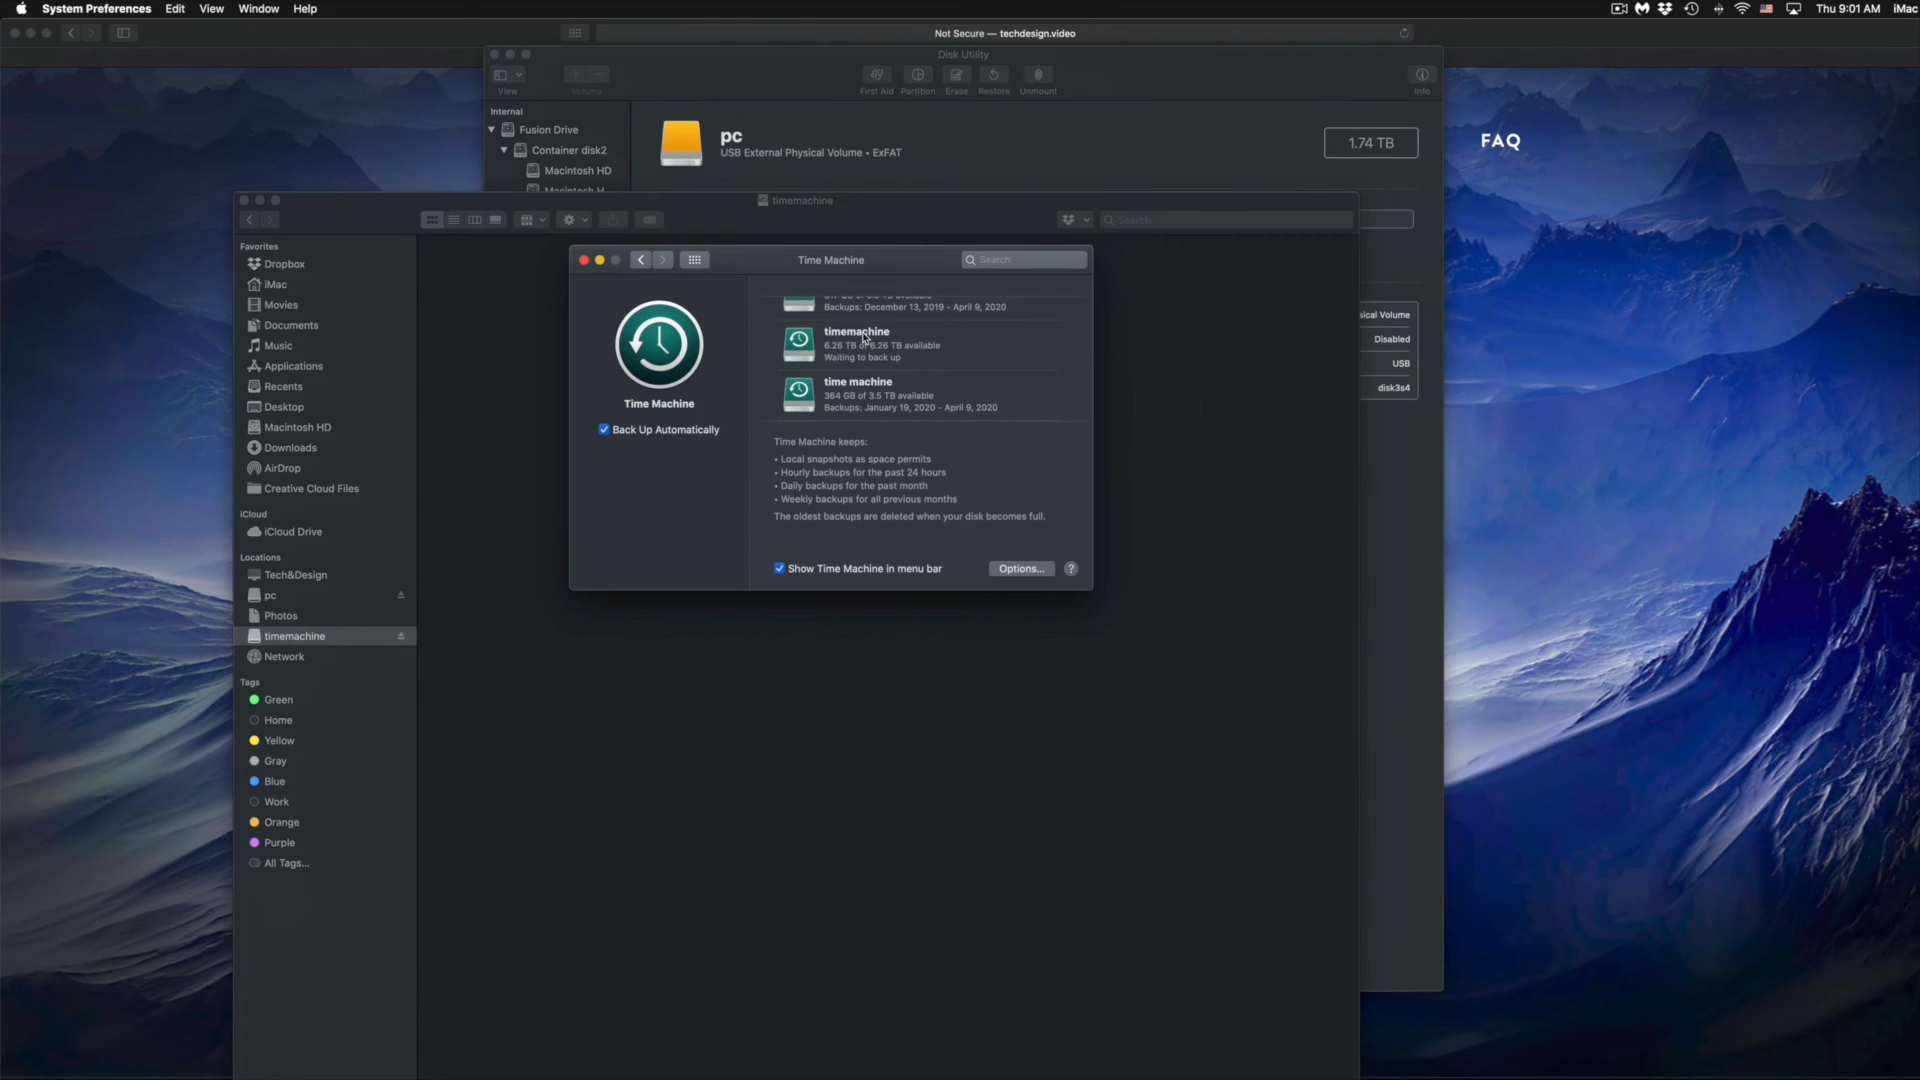 System Preferences Edit View Window Help
Thu 9:01 AM iMac
Not Secure — techdesign.video
Disk Utility
View
Volume
First Aid Partition Erase Restore Unmount
Info
Internal
Fusion Drive
Container disk2
Macintosh HD
pc
USB External Physical Volume • ExFAT
1.74 TB
FAQ
timemachine
Search
Favorites
Dropbox
iMac
Movies
Documents
Music
Applications
Recents
Desktop
Macintosh HD
Downloads
AirDrop
Creative Cloud Files
iCloud
iCloud Drive
Locations
Tech&Design
pc
Photos
timemachine
Network
Tags
Green
Home
Yellow
Gray
Blue
Work
Orange
Purple
All Tags...
Time Machine
Search
Time Machine
Back Up Automatically
Backups: December 13, 2019 - April 9, 2020
timemachine
6.26 TB of 6.26 TB available
Waiting to back up
time machine
364 GB of 3.5 TB available
Backups: January 19, 2020 - April 9, 2020
Time Machine keeps:
• Local snapshots as space permits
• Hourly backups for the past 24 hours
• Daily backups for the past month
• Weekly backups for all previous months
The oldest backups are deleted when your disk becomes full.
Show Time Machine in menu bar
Options... ?
Volume
Disabled
USB
disk3s4